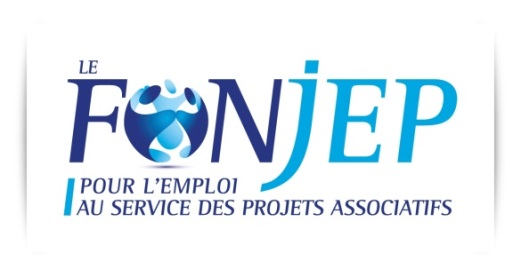 LE
FONJEP
POUR L'EMPLOI
AU SERVICE DES PROJETS ASSOCIATIFS